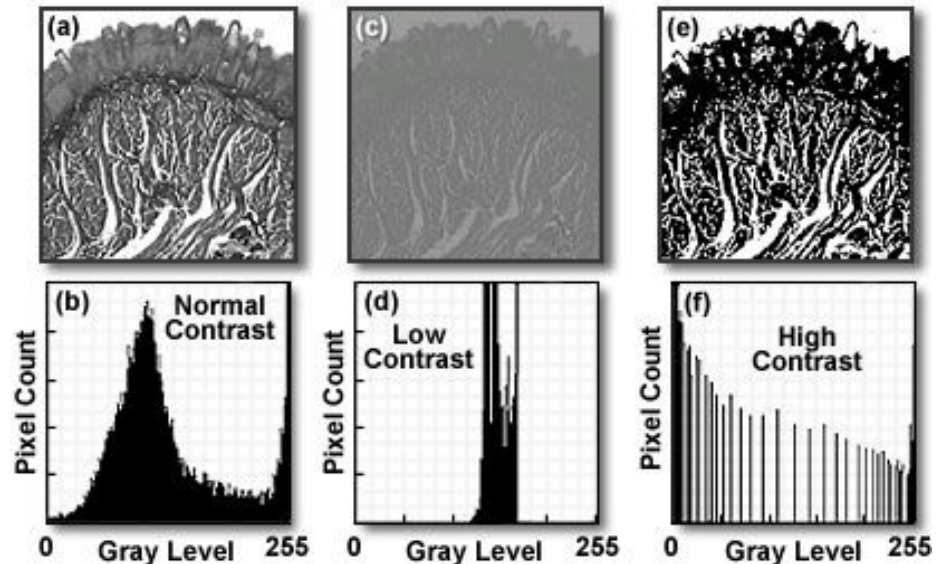 (a)
(c)
(e)
(b)
Normal
Contrast
Pixel Count
0
Gray Level
255
(d)
Low
Contrast
Pixel Count
0
Gray Level
255
(f)
High
Contrast
Pixel Count
0
Gray Level
255